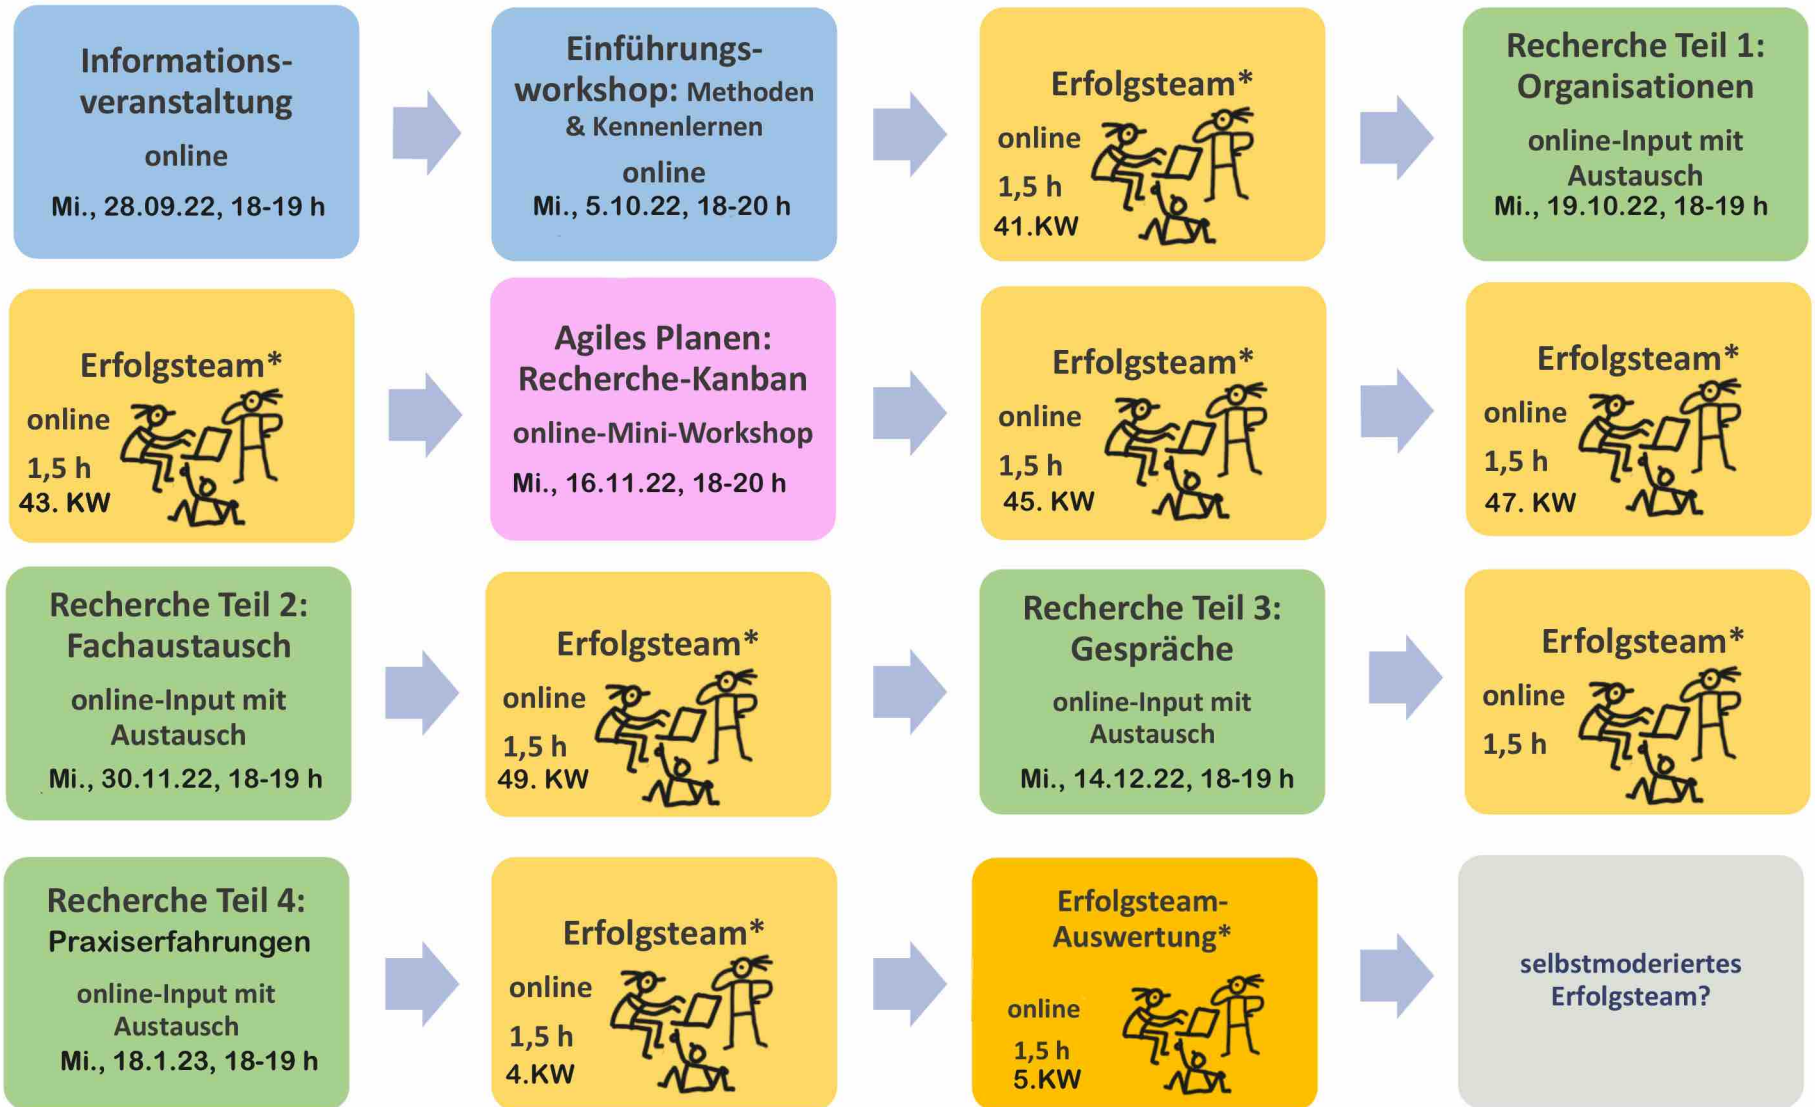 Informations-
veranstaltung
online
Mi., 28.09.22, 18-19 h
Einführungs-
workshop: Methoden
& Kennenlernen
online
Mi., 5.10.22, 18-20 h
Erfolgsteam*
online
1,5 h
41.KW
Recherche Teil 1:
Organisationen
online-Input mit
Austausch
Mi., 19.10.22, 18-19 h
Erfolgsteam*
online
1,5 h
43. KW
Agiles Planen:
Recherche-Kanban
online-Mini-Workshop
Mi., 16.11.22, 18-20 h
Erfolgsteam*
online
1,5 h
45. KW
Erfolgsteam*
online
1,5 h
47. KW
Recherche Teil 2:
Fachaustausch
online-Input mit
Austausch
Mi., 30.11.22, 18-19 h
Erfolgsteam*
online
1,5 h
49. KW
Recherche Teil 3:
Gespräche
online-Input mit
Austausch
Mi., 14.12.22, 18-19 h
Erfolgsteam*
online
1,5 h
Recherche Teil 4:
Praxiserfahrungen
online-Input mit
Austausch
Mi., 18.1.23, 18-19 h
Erfolgsteam*
online
1,5 h
4.KW
Erfolgsteam-
Auswertung*
online
1,5 h
5.KW
selbstmoderiertes
Erfolgsteam?